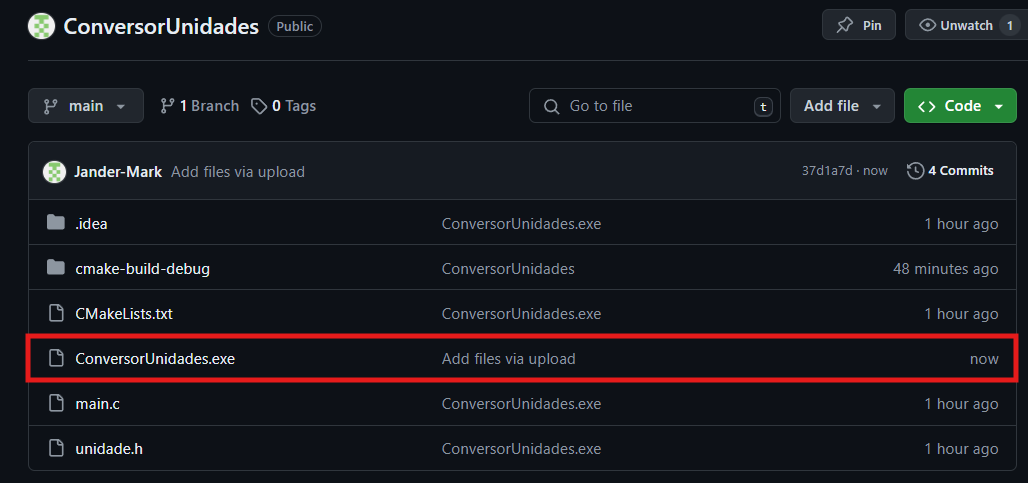 ConversorUnidades Public Pin Unwatch 1
main 1 Branch 0 Tags Go to file t Add file Code
Jander-Mark Add files via upload 37d1a7d · now 4 Commits
.idea ConversorUnidades.exe 1 hour ago
cmake-build-debug ConversorUnidades 48 minutes ago
CMakeLists.txt ConversorUnidades.exe 1 hour ago
ConversorUnidades.exe Add files via upload now
main.c ConversorUnidades.exe 1 hour ago
unidade.h ConversorUnidades.exe 1 hour ago